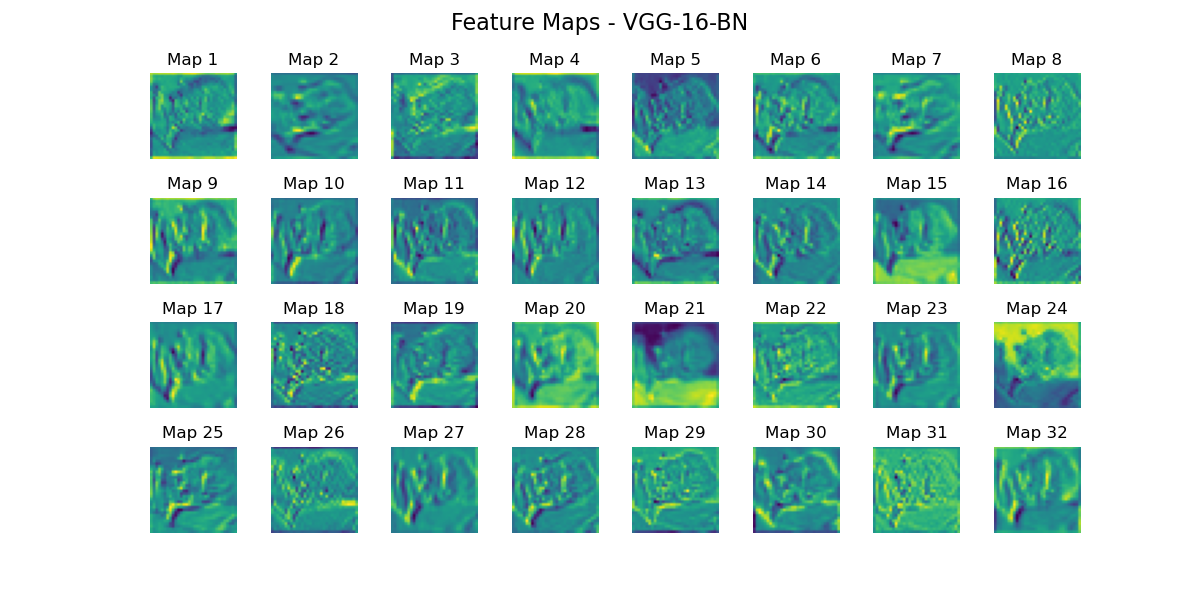 Feature Maps - VGG-16-BN
Map 1 Map 2 Map 3 Map 4 Map 5 Map 6 Map 7 Map 8
Map 9 Map 10 Map 11 Map 12 Map 13 Map 14 Map 15 Map 16
Map 17 Map 18 Map 19 Map 20 Map 21 Map 22 Map 23 Map 24
Map 25 Map 26 Map 27 Map 28 Map 29 Map 30 Map 31 Map 32